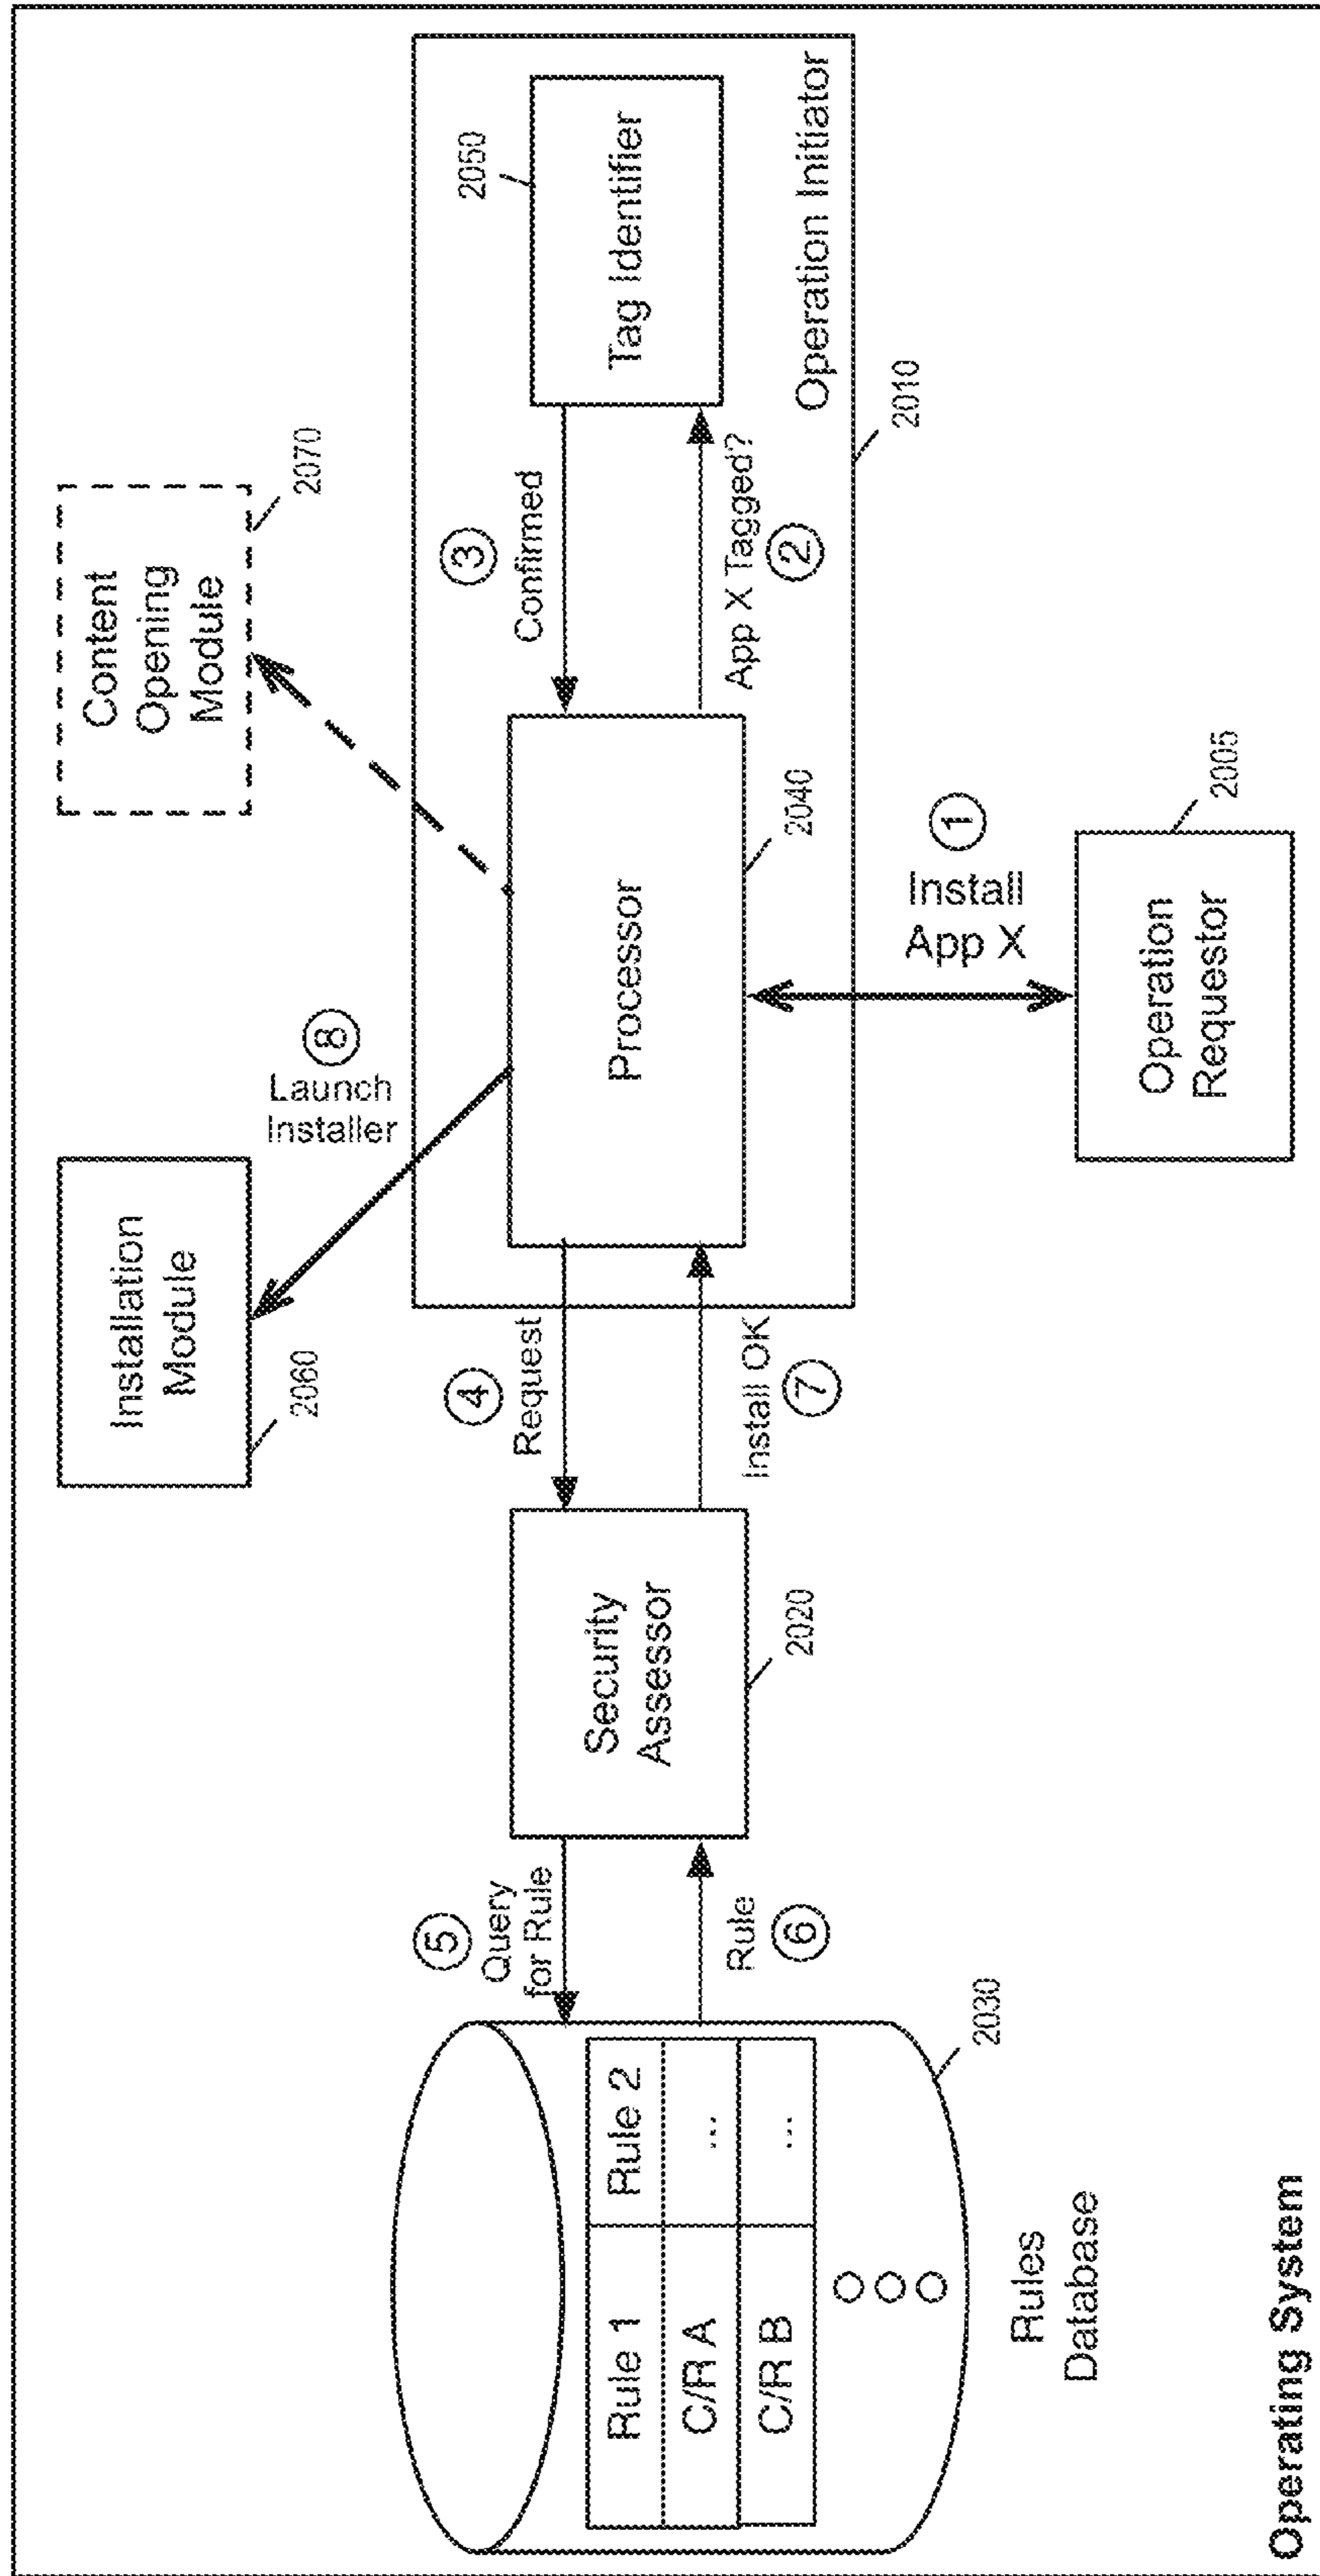 Installation
Module
2060
8
Launch
Installer
Content
Opening
Module
2070
5
Query
for Rule
4
Request
3
Confirmed
2050
Rule 1
Rule 2
C/R A
...
C/R B
...
Security
Assessor
Processor
Tag Identifier
Rule
6
Install OK
7
App X Tagged?
2
Operation Initiator
2030
2020
2040
2010
Rules
Database
1
Install
App X
2005
Operation
Requestor
Operating System